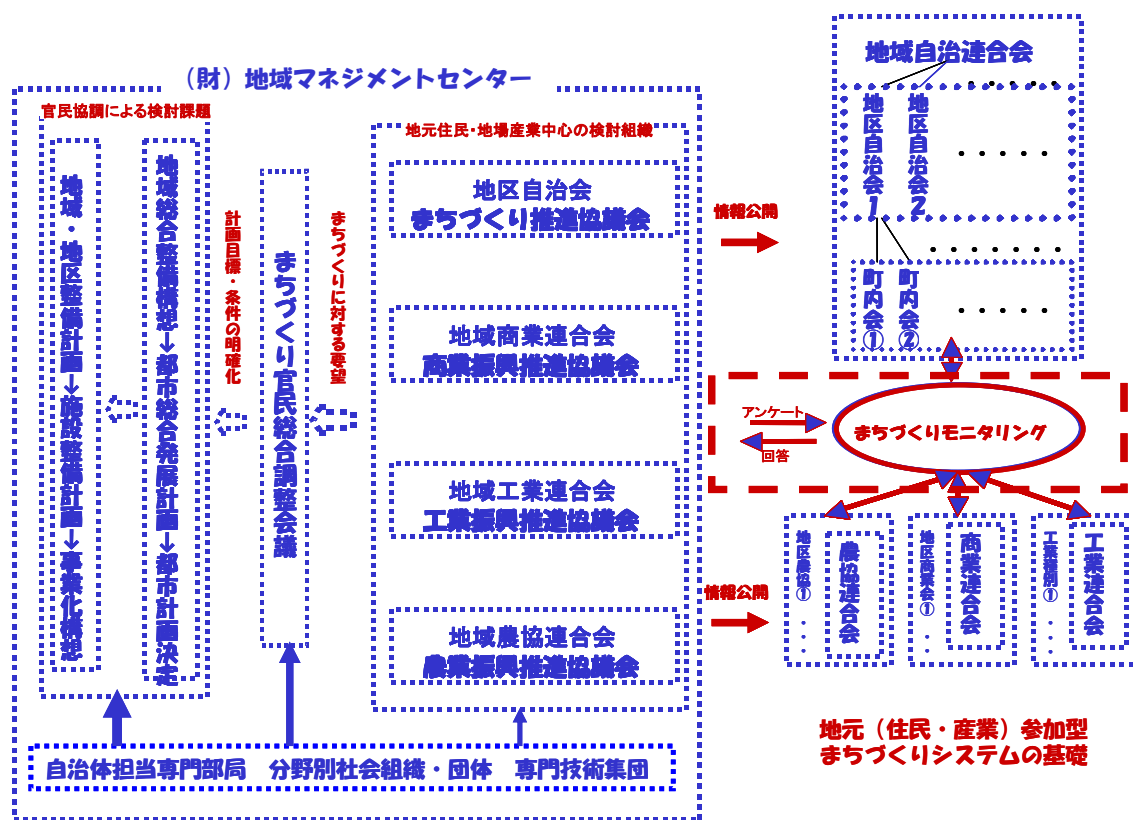 （財）地域マネジメントセンター
官民協調による検討課題
地域・地区整備計画→施設整備計画→事業化構想
地域総合整備構想→都市総合発展計画→都市計画決定
計画目標・条件の明確化
まちづくり官民総合調整会議
まちづくりに対する要望
地元住民・地場産業中心の検討組織
地区自治会
まちづくり推進協議会
地域商業連合会
商業振興推進協議会
地域工業連合会
工業振興推進協議会
地域農協連合会
農業振興推進協議会
自治体担当専門部局　分野別社会組織・団体　専門技術集団
情報公開
情報公開
地域自治連合会
・・・・・・
地区自治会1
地区自治会2
・・・・・
・・・・・・・
町内会①
町内会②
・・・・・
アンケート
回答
まちづくりモニタリング
地区農協①・・・
農協連合会
地区商業会①・・
商業連合会
工業種別①・・・
工業連合会
地元（住民・産業）参加型
まちづくりシステムの基礎